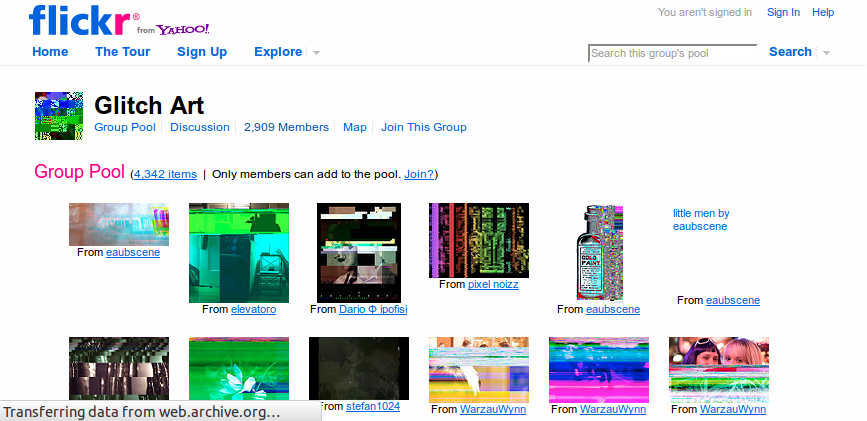 flickr® from YAHOO!
You aren't signed in Sign In Help
Home The Tour Sign Up Explore
Search this group's pool Search
Glitch Art
Group Pool Discussion 2,909 Members Map Join This Group
Group Pool (4,342 items | Only members can add to the pool. Join?)
little men by
eaubscene
GOLD
PAINT
From eaubscene
From elevatoro
From Dario Φ ipofisi
From pixel noizz
From eaubscene
From eaubscene
From stefan1024
From WarzauWynn
From WarzauWynn
From WarzauWynn
Transferring data from web.archive.org…